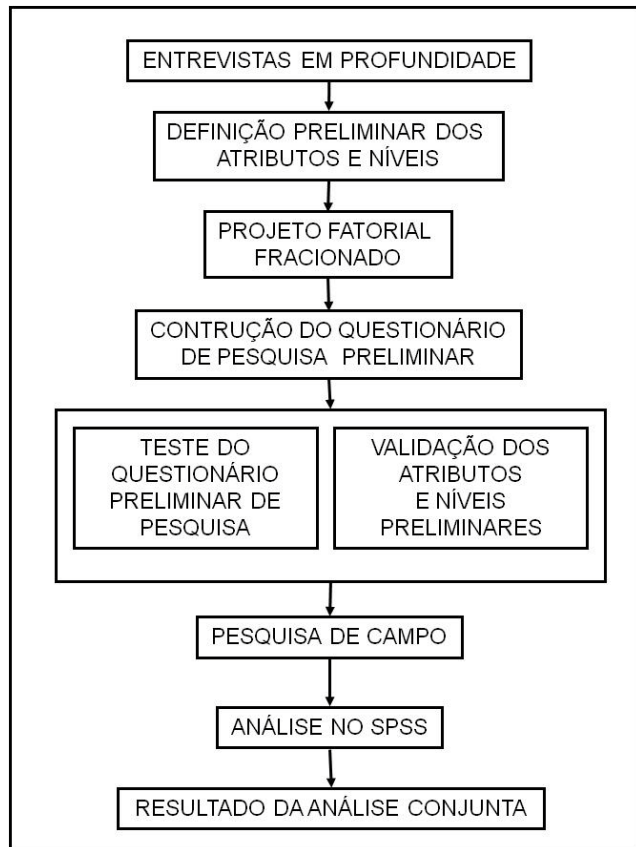 ENTREVISTAS EM PROFUNDIDADE
DEFINIÇÃO PRELIMINAR DOS
ATRIBUTOS E NÍVEIS
PROJETO FATORIAL
FRACIONADO
CONTRUÇÃO DO QUESTIONÁRIO
DE PESQUISA PRELIMINAR
TESTE DO
QUESTIONÁRIO
PRELIMINAR DE
PESQUISA
VALIDAÇÃO DOS
ATRIBUTOS
E NÍVEIS
PRELIMINARES
PESQUISA DE CAMPO
ANÁLISE NO SPSS
RESULTADO DA ANÁLISE CONJUNTA